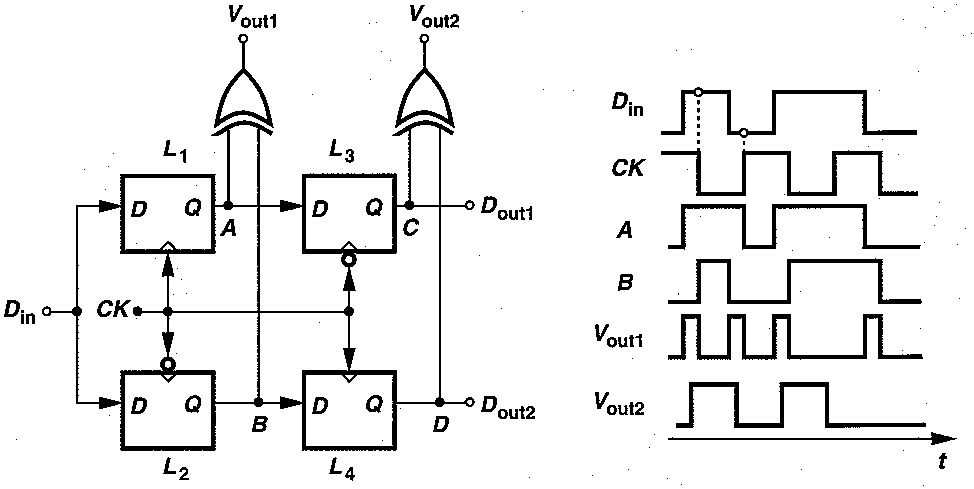 Vout1
Vout2
L1
L3
D Q
A
D Q
C
Dout1
Din
CK
D Q
B
D Q
D
Dout2
L2
L4
Din
CK
A
B
Vout1
Vout2
t